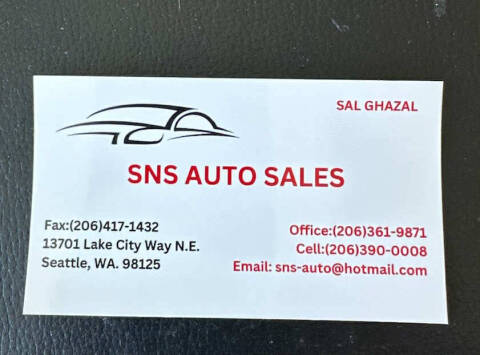 SAL GHAZAL
SNS AUTO SALES
Fax:(206)417-1432
13701 Lake City Way N.E.
Seattle, WA. 98125
Office:(206)361-9871
Cell:(206)390-0008
Email: sns-auto@hotmail.com